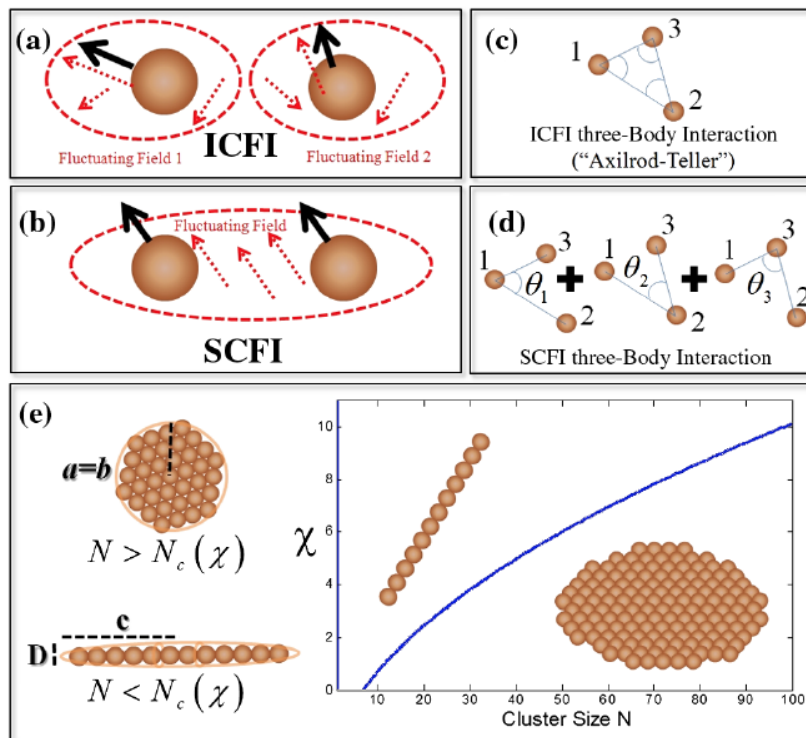 (a)
Fluctuating Field 1
ICFI
Fluctuating Field 2
(b)
Fluctuating Field
SCFI
(c)
1
3
2
ICFI three-Body Interaction
(“Axilrod-Teller”)
(d)
1 3 θ₁ 2
1 3 θ₂ 2
1 3 θ₃ 2
SCFI three-Body Interaction
(e)
a=b
N > N_c (χ)
c
D
N < N_c (χ)
χ
10
8
6
4
2
0
10 20 30 40 50 60 70 80 90 100
Cluster Size N